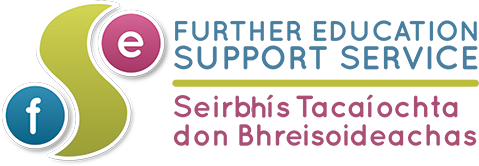 f
e
FURTHER EDUCATION
SUPPORT SERVICE
Seirbhís Tacaíochta
don Bhreisoideachas